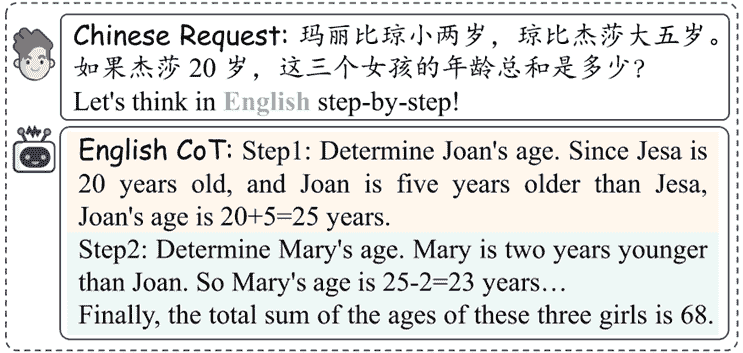 Chinese Request: 玛丽比琼小两岁，琼比杰莎大五岁。
如果杰莎 20 岁，这三个女孩的年龄总和是多少？
Let's think in English step-by-step!
English CoT: Step1: Determine Joan's age. Since Jesa is
20 years old, and Joan is five years older than Jesa,
Joan's age is 20+5=25 years.
Step2: Determine Mary's age. Mary is two years younger
than Joan. So Mary's age is 25-2=23 years…
Finally, the total sum of the ages of these three girls is 68.